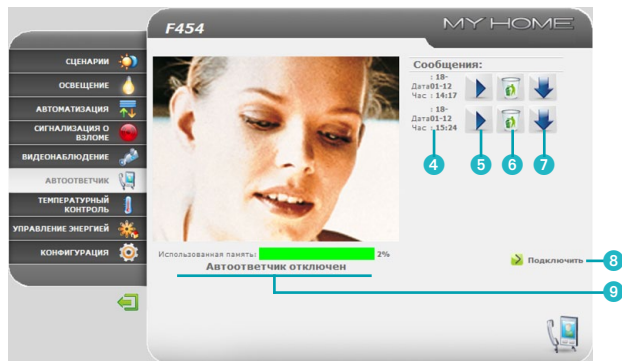 F454
MY HOME
СЦЕНАРИИ
ОСВЕЩЕНИЕ
АВТОМАТИЗАЦИЯ
СИГНАЛИЗАЦИЯ О
ВЗЛОМЕ
ВИДЕОНАБЛЮДЕНИЕ
АВТООТВЕТЧИК
ТЕМПЕРАТУРНЫЙ
КОНТРОЛЬ
УПРАВЛЕНИЕ ЭНЕРГИЕЙ
КОНФИГУРАЦИЯ
Сообщения:
: 18-
Дата01-12
Час : 14:17
: 18-
Дата01-12
Час : 15:24
4
5
6
7
Использованная память: 2%
Автоответчик отключен
Подключить
8
9